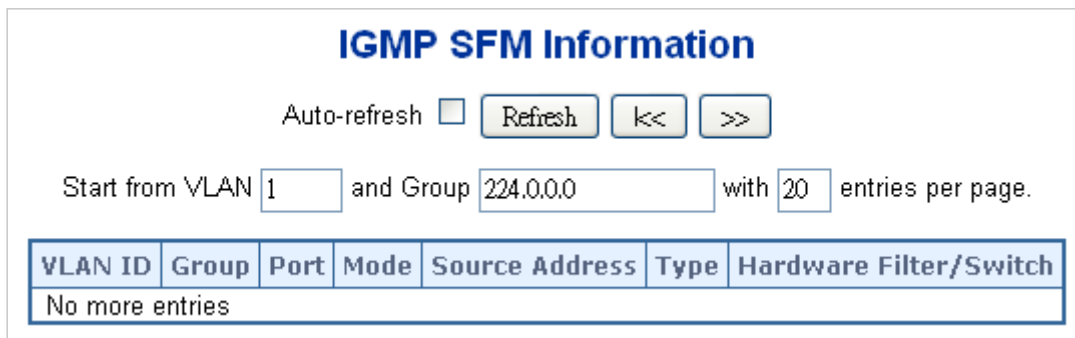 IGMP SFM Information
Auto-refresh Refresh |<< >>
Start from VLAN 1 and Group 224.0.0.0 with 20 entries per page.
VLAN ID Group Port Mode Source Address Type Hardware Filter/Switch
No more entries